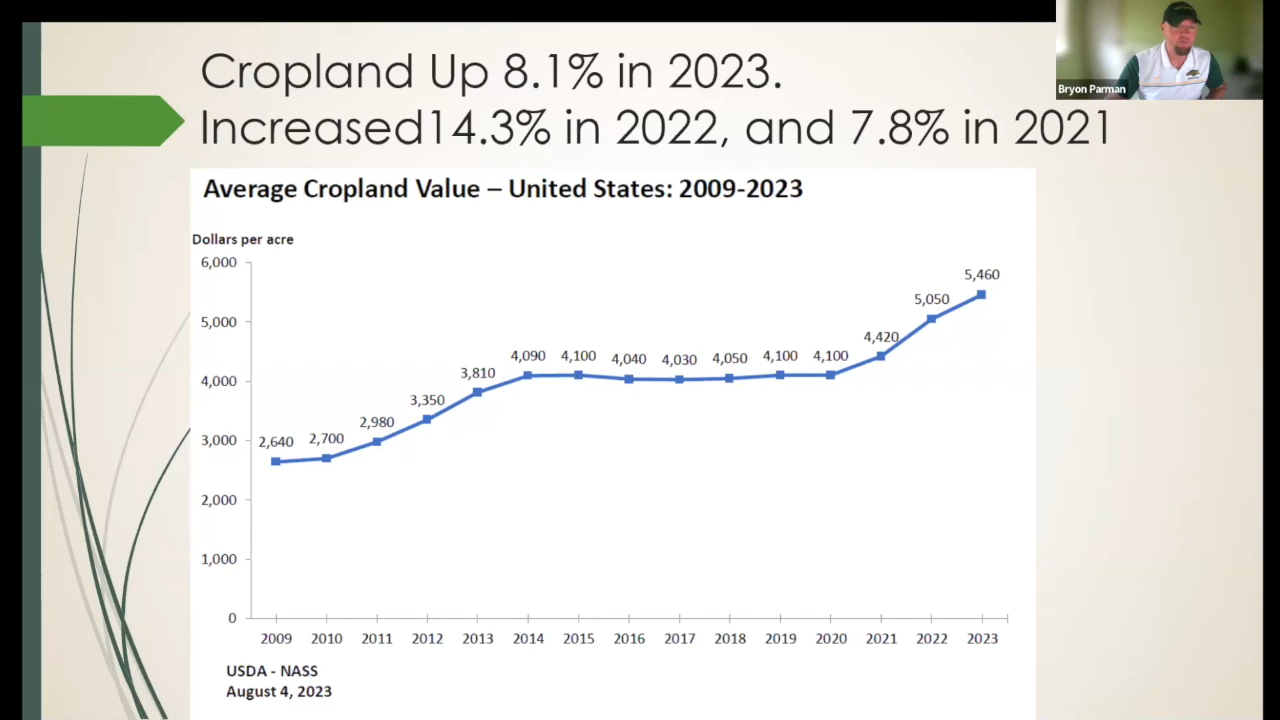 Cropland Up 8.1% in 2023.
Increased14.3% in 2022, and 7.8% in 2021
Bryon Parman
Average Cropland Value – United States: 2009-2023
Dollars per acre
6,000
5,000
4,000
3,000
2,000
1,000
0
2,640 2,700 2,980 3,350 3,810 4,090 4,100 4,040 4,030 4,050 4,100 4,100 4,420 5,050 5,460
2009 2010 2011 2012 2013 2014 2015 2016 2017 2018 2019 2020 2021 2022 2023
USDA - NASS
August 4, 2023